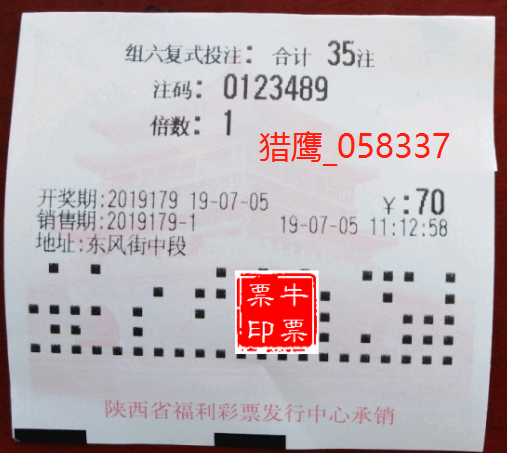 组六复式投注: 合计 35注
注码: 0123489
倍数: 1
猎鹰_058337
开奖期:2019179 19-07-05 ¥:70
销售期:2019179-1 19-07-05 11:12:58
地址:东风街中段
票牛
印票
陕西省福利彩票发行中心承销